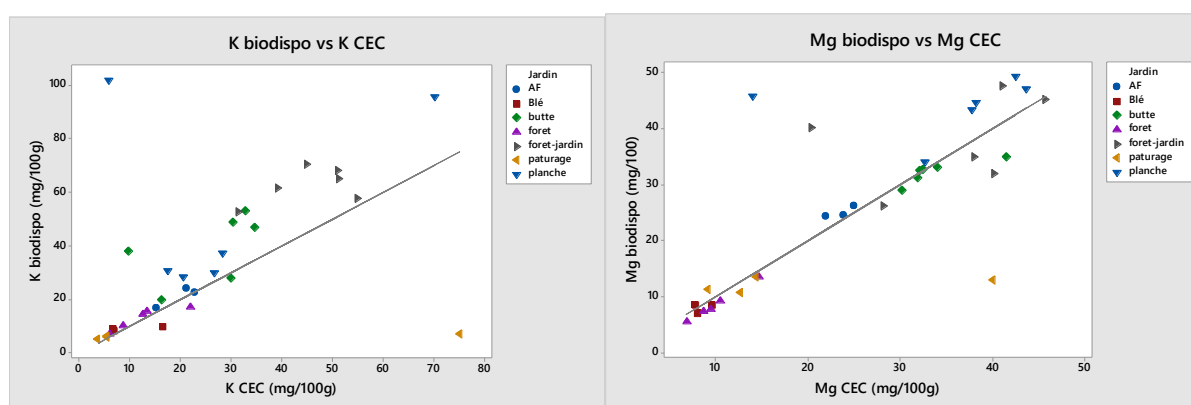 K biodispo vs K CEC
K biodispo (mg/100g)
100
80
60
40
20
0
0 10 20 30 40 50 60 70 80
K CEC (mg/100g)
Jardin
AF
Blé
butte
foret
foret-jardin
paturage
planche
Mg biodispo vs Mg CEC
Mg biodispo (mg/100)
50
40
30
20
10
0
10 20 30 40 50
Mg CEC (mg/100g)
Jardin
AF
Blé
butte
foret
foret-jardin
paturage
planche